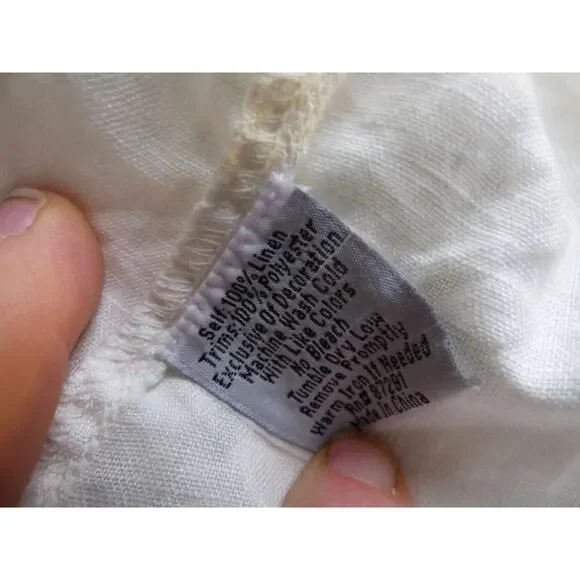 Self:100% Linen
Trims:100% Polyester
Exclusive Of Decoration
Machine Wash Cold
With Like Colors
No Bleach
Tumble Dry Low
Remove Promptly
Warm Iron If Needed
Rn# 87297
Made In China